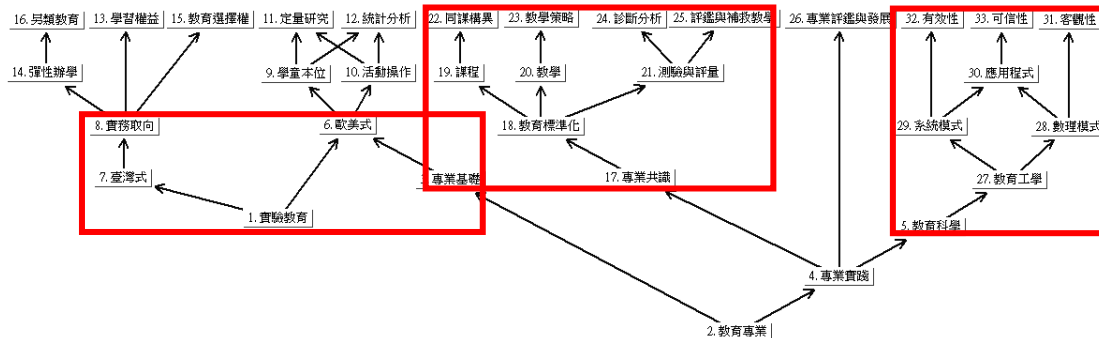 16. 另類教育
13. 學習權益
15. 教育選擇權
11. 定量研究
12. 統計分析
22. 同課構異
23. 教學策略
24. 診斷分析
25. 評鑑與補救教學
26. 專業評鑑與發展
32. 有效性
33. 可信性
31. 客觀性
14. 彈性辦學
9. 學童本位
10. 活動操作
19. 課程
20. 教學
21. 測驗與評量
30. 應用程式
8. 實務取向
6. 歐美式
18. 教育標準化
29. 系統模式
28. 數理模式
7. 臺灣式
3. 專業基礎
17. 專業共識
27. 教育工學
1. 實驗教育
5. 教育科學
4. 專業實踐
2. 教育專業